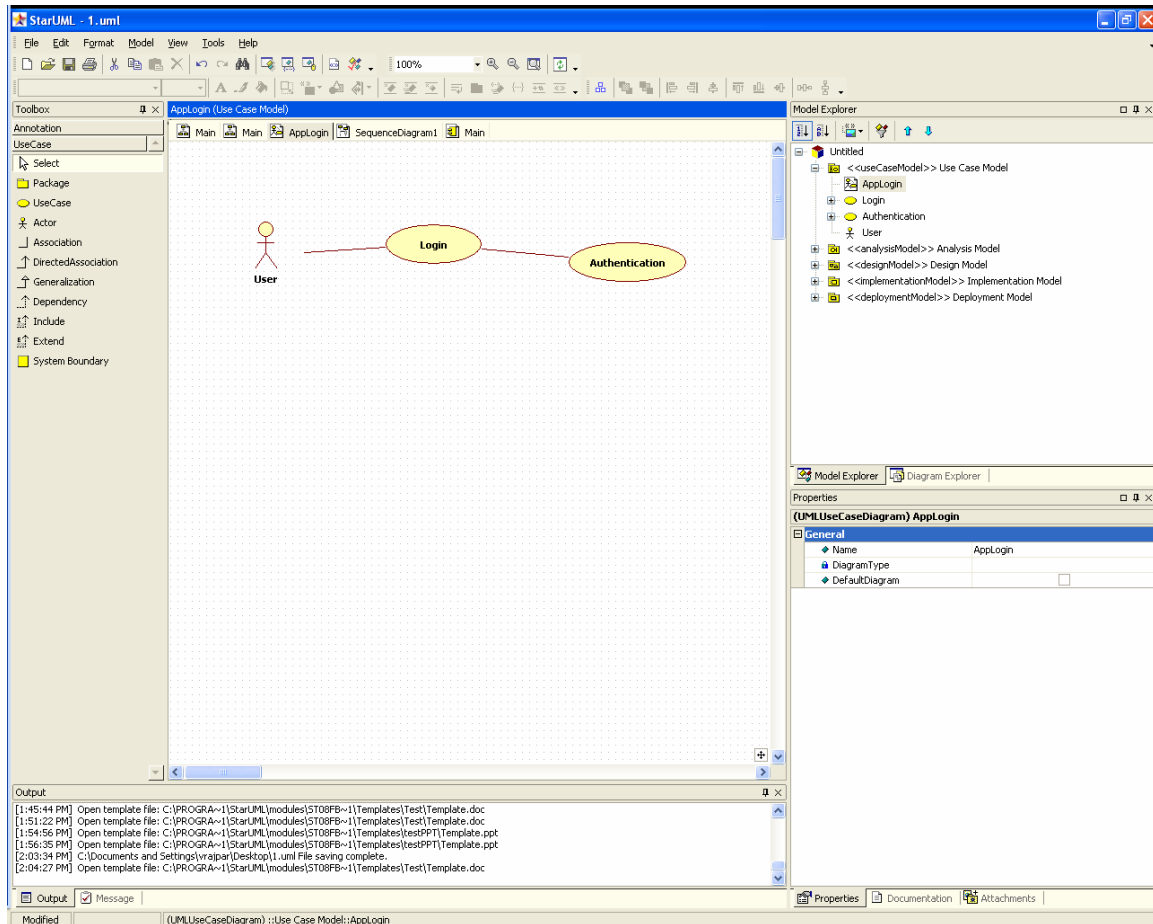 StarUML - 1.uml
File Edit Format Model View Tools Help
100%
Toolbox
Annotation
UseCase
Select
Package
UseCase
Actor
Association
DirectedAssociation
Generalization
Dependency
Include
Extend
System Boundary
AppLogin (Use Case Model)
Main Main AppLogin SequenceDiagram1 Main
User
Login
Authentication
Model Explorer
Untitled
<<useCaseModel>> Use Case Model
AppLogin
Login
Authentication
User
<<analysisModel>> Analysis Model
<<designModel>> Design Model
<<implementationModel>> Implementation Model
<<deploymentModel>> Deployment Model
Model Explorer Diagram Explorer
Properties
(UMLUseCaseDiagram) AppLogin
General
Name AppLogin
DiagramType
DefaultDiagram
Output
[1:45:44 PM] Open template file: C:\PROGRA~1\StarUML\modules\ST08FB~1\Templates\Test\Template.doc
[1:51:22 PM] Open template file: C:\PROGRA~1\StarUML\modules\ST08FB~1\Templates\Test\Template.doc
[1:54:56 PM] Open template file: C:\PROGRA~1\StarUML\modules\ST08FB~1\Templates\testPPT\Template.ppt
[1:56:35 PM] Open template file: C:\PROGRA~1\StarUML\modules\ST08FB~1\Templates\testPPT\Template.ppt
[2:03:34 PM] C:\Documents and Settings\vrajpar\Desktop\1.uml File saving complete.
[2:04:27 PM] Open template file: C:\PROGRA~1\StarUML\modules\ST08FB~1\Templates\Test\Template.doc
Output Message
Properties Documentation Attachments
Modified (UMLUseCaseDiagram) ::Use Case Model::AppLogin